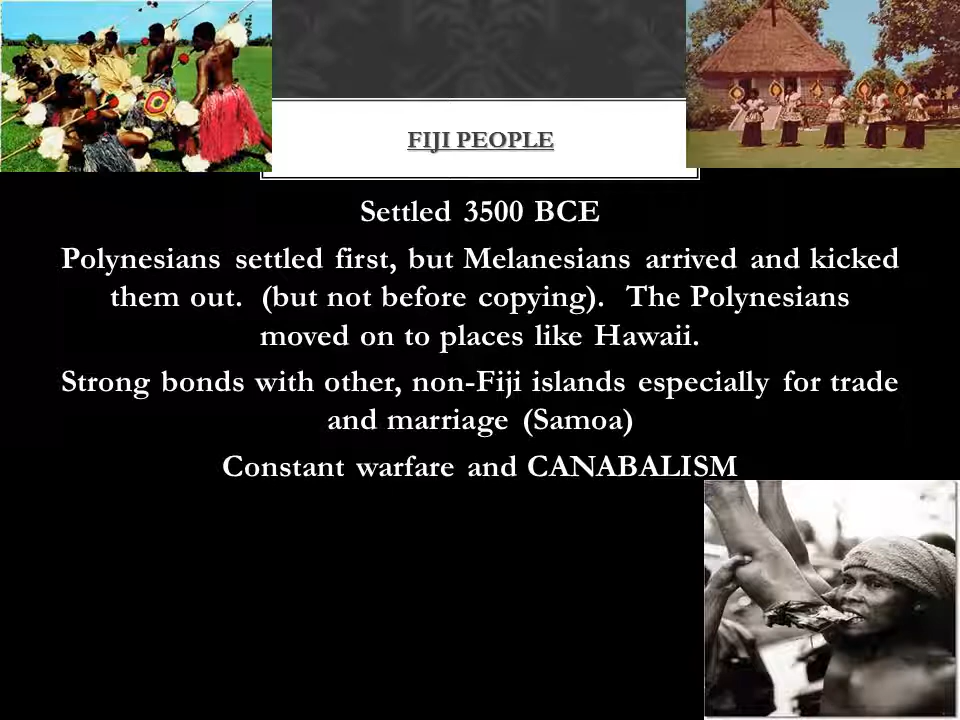 FIJI PEOPLE
Settled 3500 BCE
Polynesians settled first, but Melanesians arrived and kicked
them out. (but not before copying). The Polynesians
moved on to places like Hawaii.
Strong bonds with other, non-Fiji islands especially for trade
and marriage (Samoa)
Constant warfare and CANABALISM